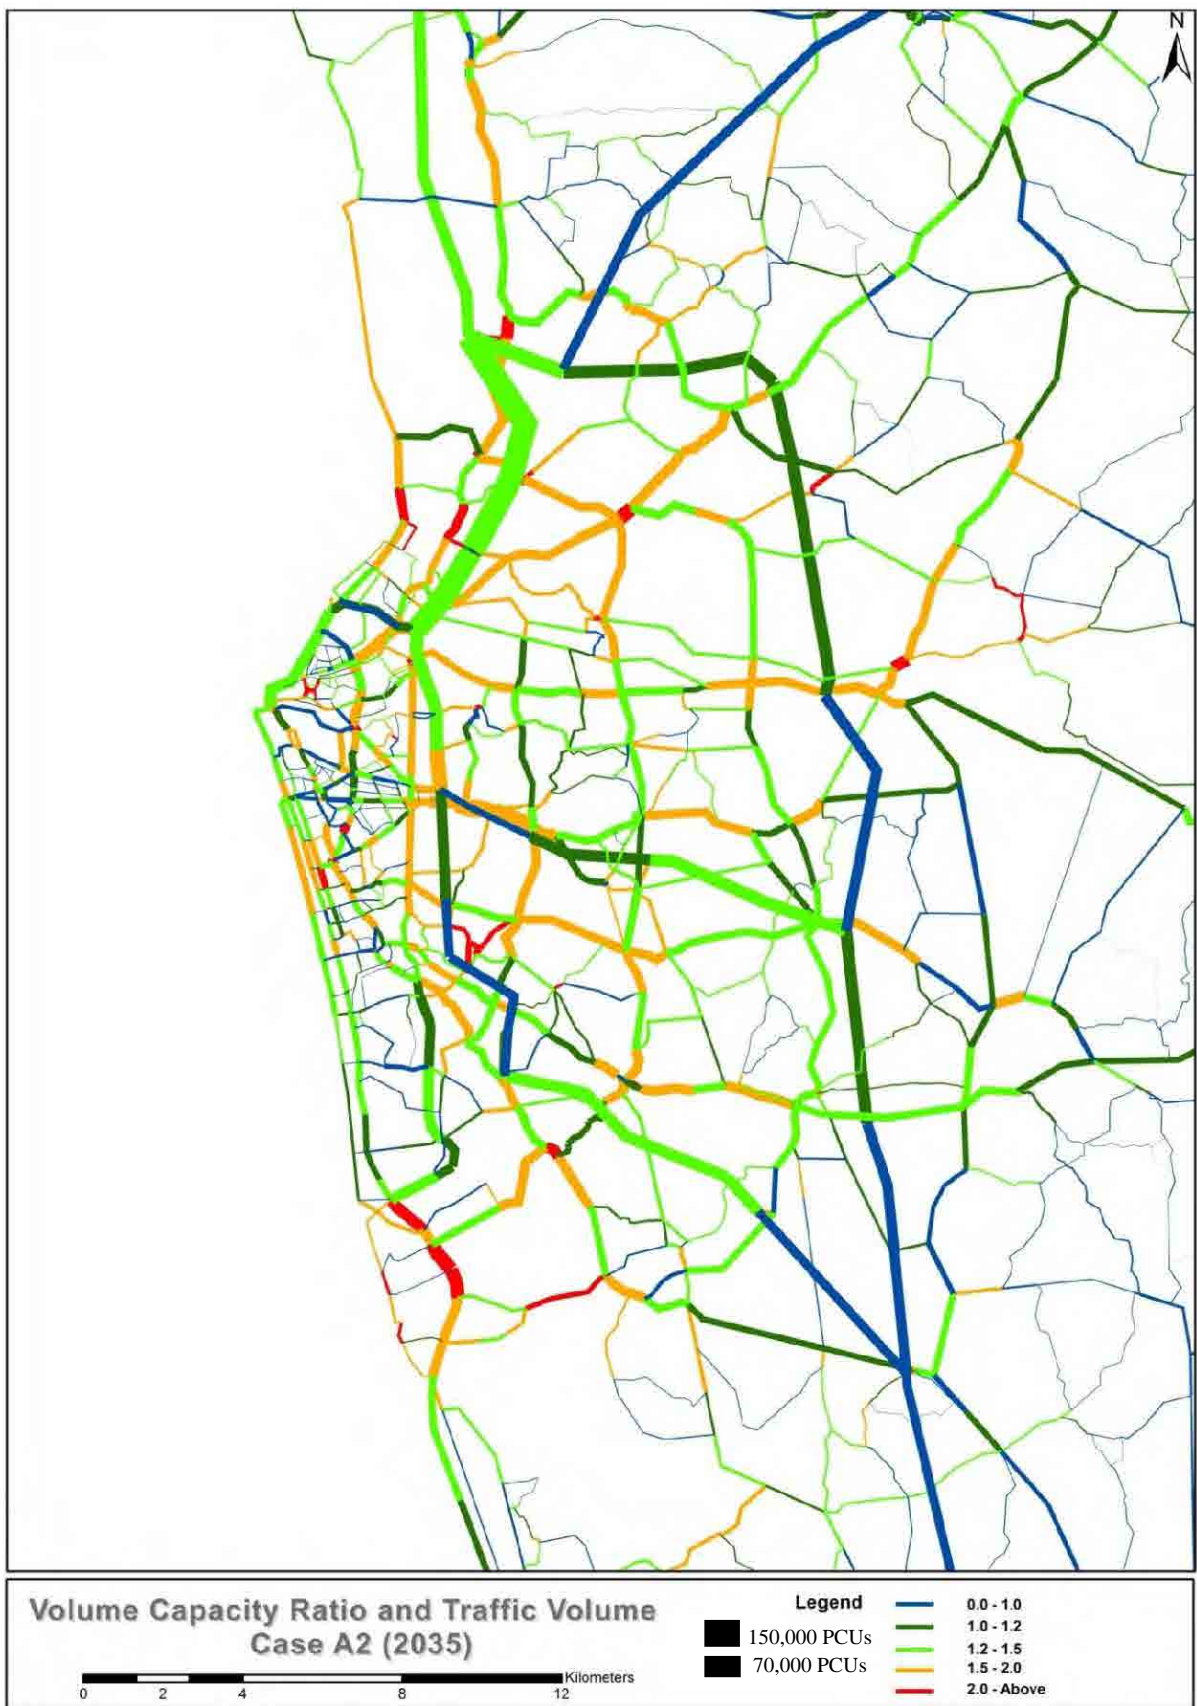 N
Volume Capacity Ratio and Traffic Volume
Case A2 (2035)
0 2 4 8 12 Kilometers
Legend
150,000 PCUs
70,000 PCUs
0.0 - 1.0
1.0 - 1.2
1.2 - 1.5
1.5 - 2.0
2.0 - Above